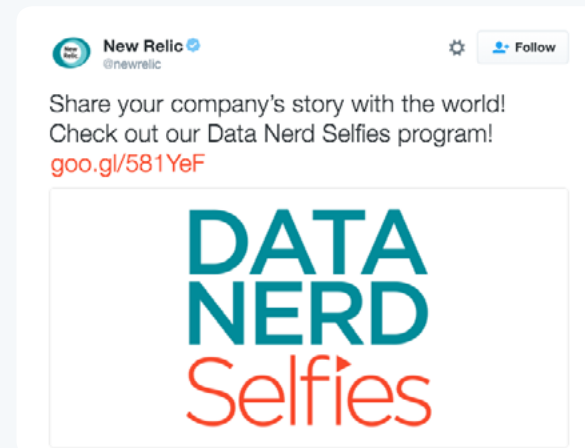 New Relic
New Relic
@newrelic
Follow
Share your company's story with the world!
Check out our Data Nerd Selfies program!
goo.gl/581YeF
DATA
NERD
Selfies